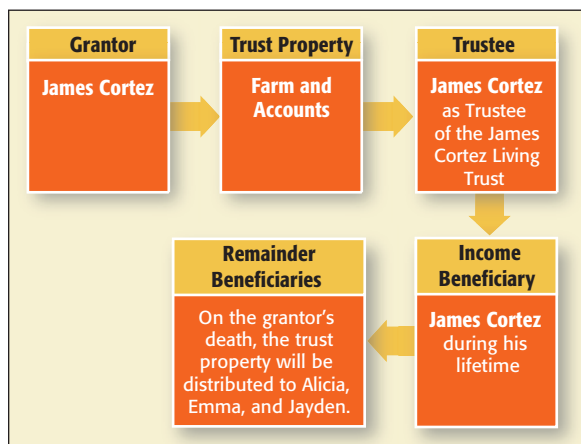 Grantor
James Cortez
Trust Property
Farm and
Accounts
Trustee
James Cortez
as Trustee
of the James
Cortez Living
Trust
Income
Beneficiary
James Cortez
during his
lifetime
Remainder
Beneficiaries
On the grantor's
death, the trust
property will be
distributed to Alicia,
Emma, and Jayden.